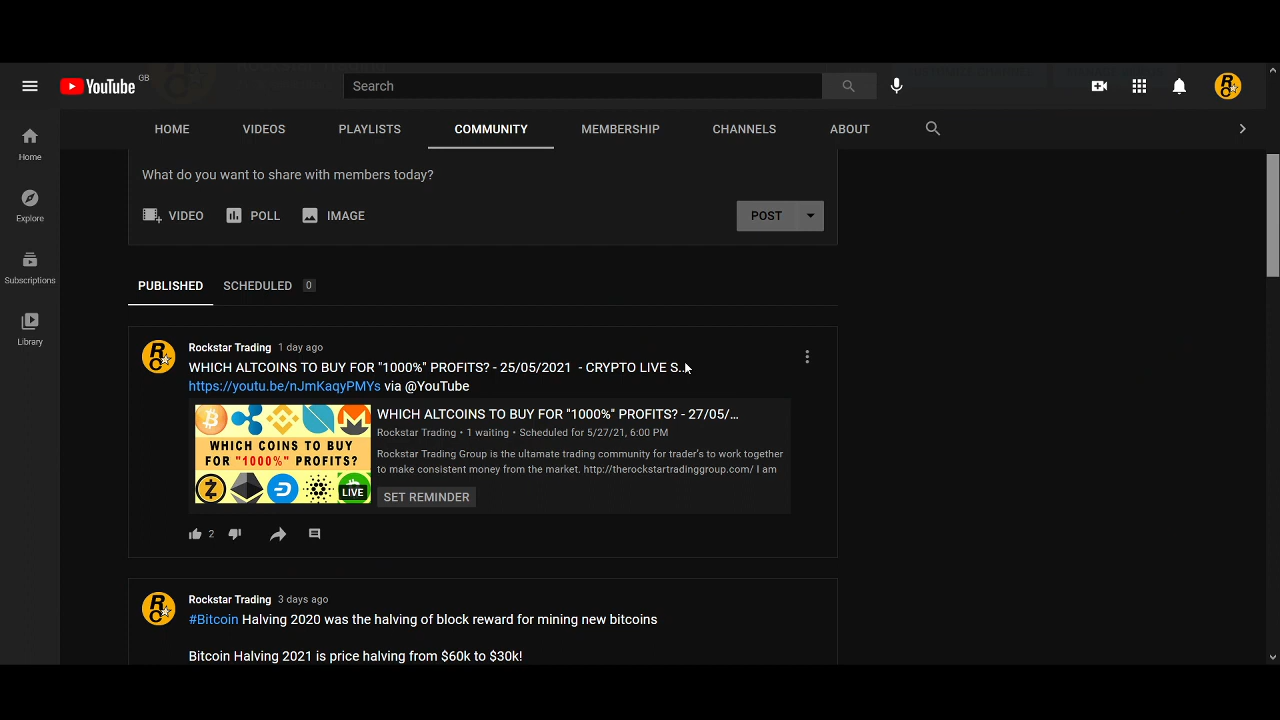 YouTube GB
Search
HOME VIDEOS PLAYLISTS COMMUNITY MEMBERSHIP CHANNELS ABOUT
Home
Explore
Subscriptions
Library
What do you want to share with members today?
VIDEO POLL IMAGE POST
PUBLISHED SCHEDULED 0
Rockstar Trading 1 day ago
WHICH ALTCOINS TO BUY FOR "1000%" PROFITS? - 25/05/2021 - CRYPTO LIVE S...
https://youtu.be/nJmKaqyPMYs via @YouTube
WHICH COINS TO BUY
FOR "1000%" PROFITS?
LIVE
WHICH ALTCOINS TO BUY FOR "1000%" PROFITS? - 27/05/...
Rockstar Trading • 1 waiting • Scheduled for 5/27/21, 6:00 PM
Rockstar Trading Group is the ultamate trading community for trader's to work together
to make consistent money from the market. http://therockstartradinggroup.com/ I am
SET REMINDER
2
Rockstar Trading 3 days ago
#Bitcoin Halving 2020 was the halving of block reward for mining new bitcoins
Bitcoin Halving 2021 is price halving from $60k to $30k!